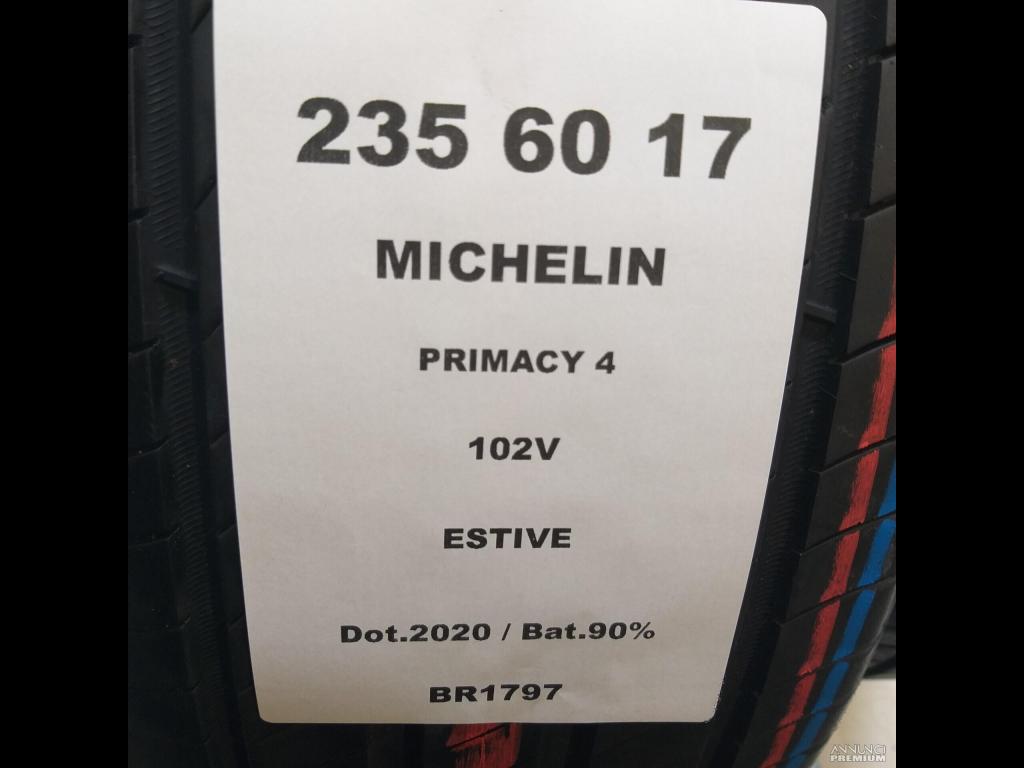 235 60 17
MICHELIN
PRIMACY 4
102V
ESTIVE
Dot.2020 / Bat.90%
BR1797
ANNUNCI
PREMIUM